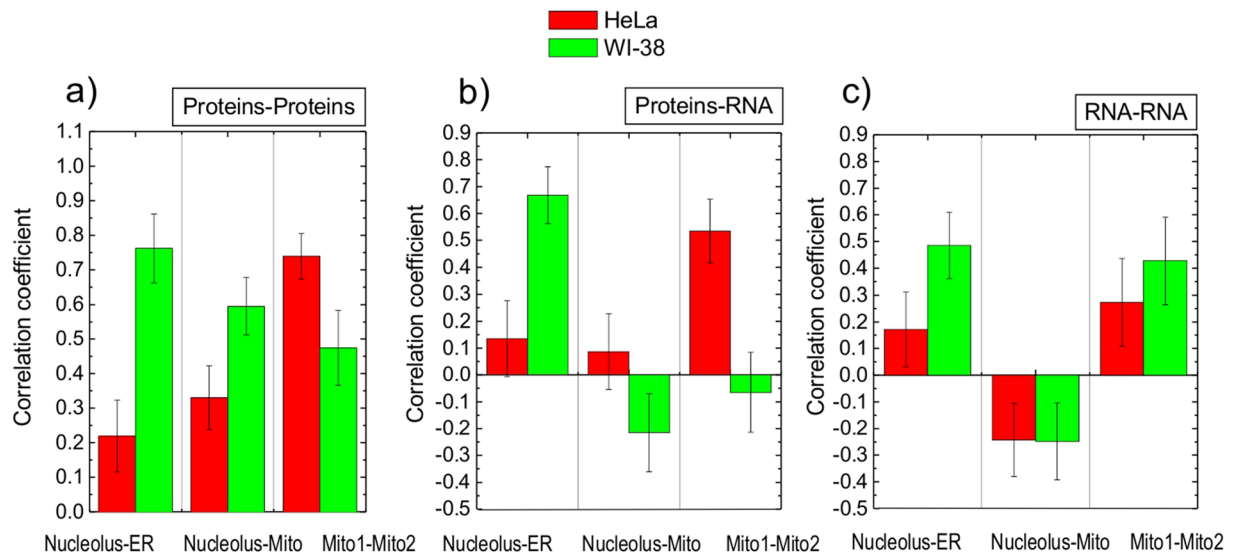 HeLa
WI-38
a)
Proteins-Proteins
Correlation coefficient
1.1
1.0
0.9
0.8
0.7
0.6
0.5
0.4
0.3
0.2
0.1
0.0
Nucleolus-ER
Nucleolus-Mito
Mito1-Mito2
b)
Proteins-RNA
Correlation coefficient
0.9
0.8
0.7
0.6
0.5
0.4
0.3
0.2
0.1
0.0
-0.1
-0.2
-0.3
-0.4
-0.5
Nucleolus-ER
Nucleolus-Mito
Mito1-Mito2
c)
RNA-RNA
Correlation coefficient
0.9
0.8
0.7
0.6
0.5
0.4
0.3
0.2
0.1
0.0
-0.1
-0.2
-0.3
-0.4
-0.5
Nucleolus-ER
Nucleolus-Mito
Mito1-Mito2